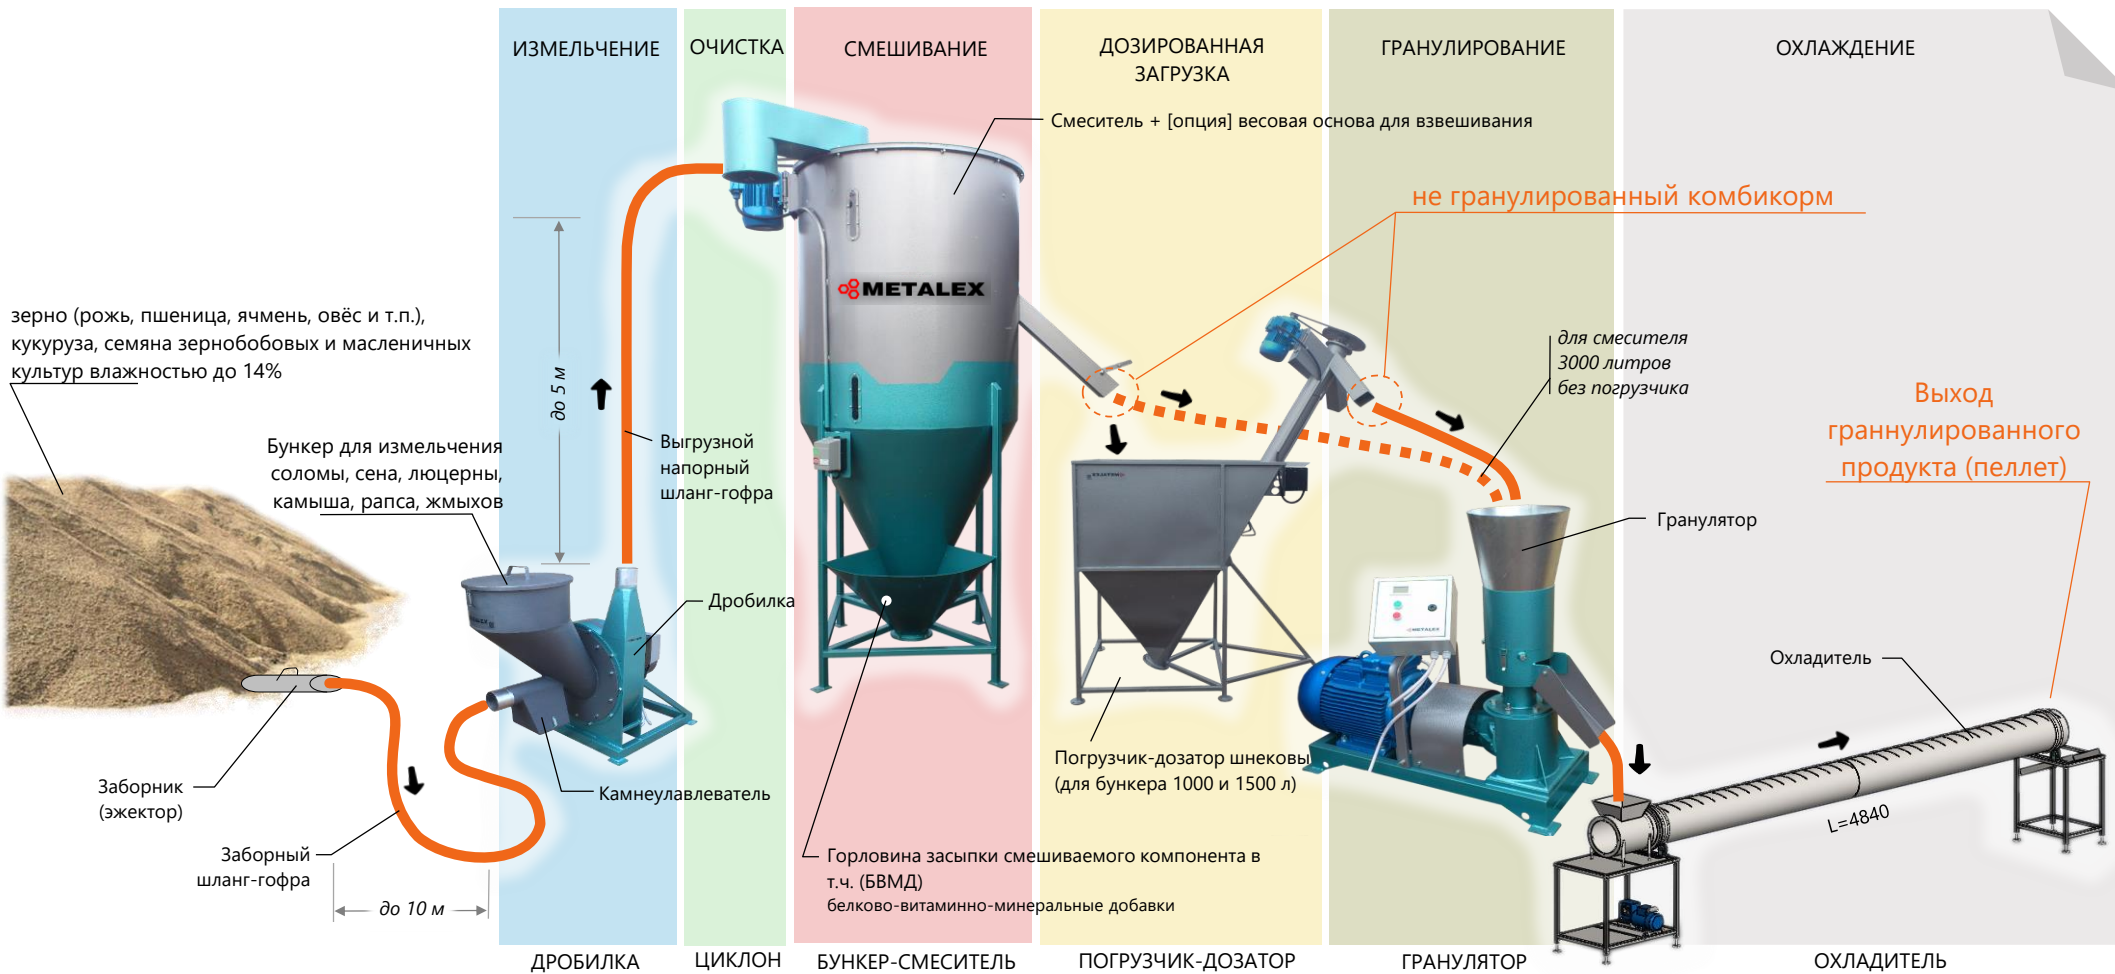 ИЗМЕЛЬЧЕНИЕ
ОЧИСТКА
СМЕШИВАНИЕ
ДОЗИРОВАННАЯ
ЗАГРУЗКА
ГРАНУЛИРОВАНИЕ
ОХЛАЖДЕНИЕ
Смеситель + [опция] весовая основа для взвешивания
не гранулированный комбикорм
METALEX
зерно (рожь, пшеница, ячмень, овёс и т.п.),
кукуруза, семяна зернобобовых и масленичных
культур влажностью до 14%
для смесителя
3000 литров
без погрузчика
до 5 м
Выход
граннулированного
продукта (пеллет)
Бункер для измельчения
соломы, сена, люцерны,
камыша, рапса, жмыхов
Выгрузной
напорный
шланг-гофра
METALEX
Гранулятор
Дробилка
METALEX
Охладитель
Погрузчик-дозатор шнековы
(для бункера 1000 и 1500 л)
Заборник
(эжектор)
Камнеулавлеватель
L=4840
Заборный
шланг-гофра
Горловина засыпки смешиваемого компонента в
т.ч. (БВМД)
белково-витаминно-минеральные добавки
до 10 м
ДРОБИЛКА
ЦИКЛОН
БУНКЕР-СМЕСИТЕЛЬ
ПОГРУЗЧИК-ДОЗАТОР
ГРАНУЛЯТОР
ОХЛАДИТЕЛЬ